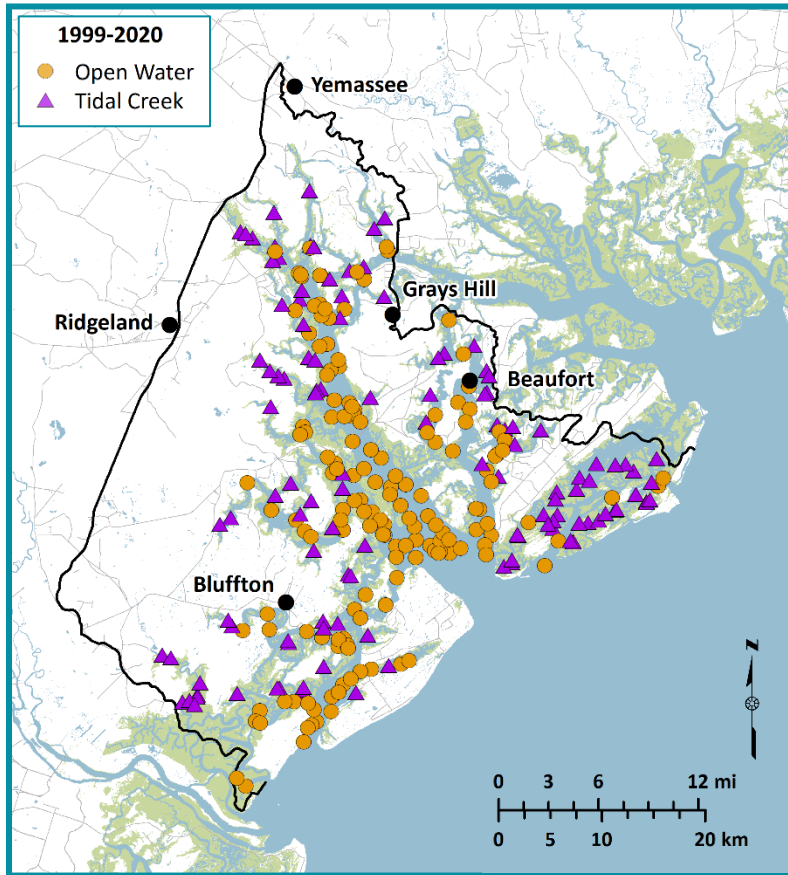 1999-2020
Open Water
Tidal Creek
Yemassee
Grays Hill
Ridgeland
Beaufort
Bluffton
N
0 3 6 12 mi
0 5 10 20 km